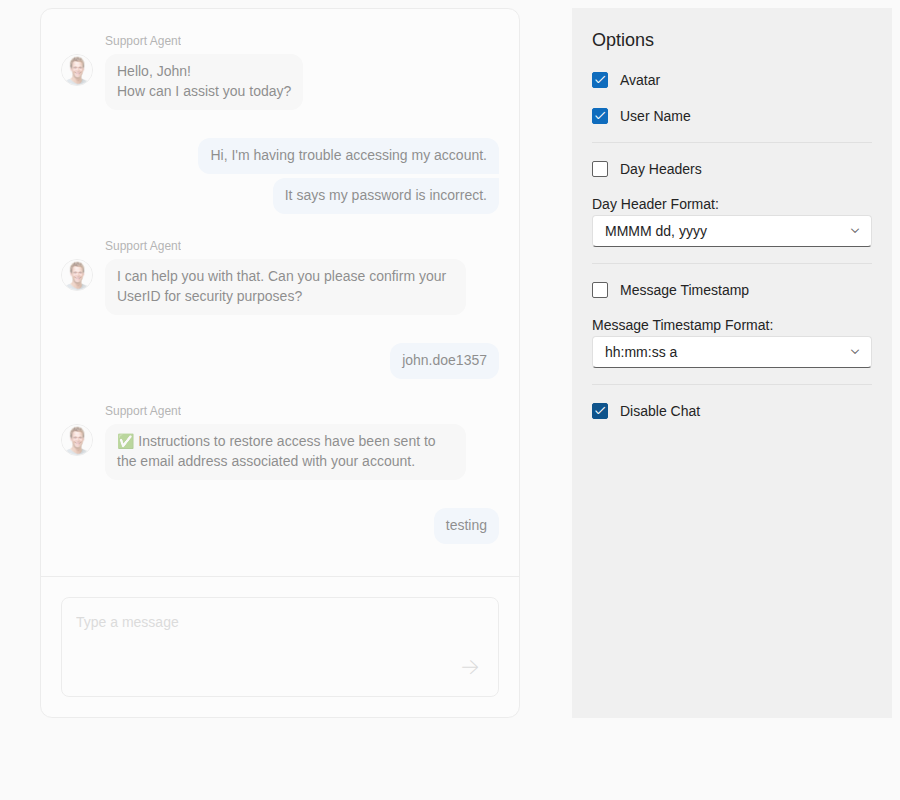 Support Agent
Hello, John!
How can I assist you today?
Hi, I'm having trouble accessing my account.
It says my password is incorrect.
Support Agent
I can help you with that. Can you please confirm your
UserID for security purposes?
john.doe1357
Support Agent
✅ Instructions to restore access have been sent to
the email address associated with your account.
testing
Type a message
Options
Avatar
User Name
Day Headers
Day Header Format:
MMMM dd, yyyy
Message Timestamp
Message Timestamp Format:
hh:mm:ss a
Disable Chat